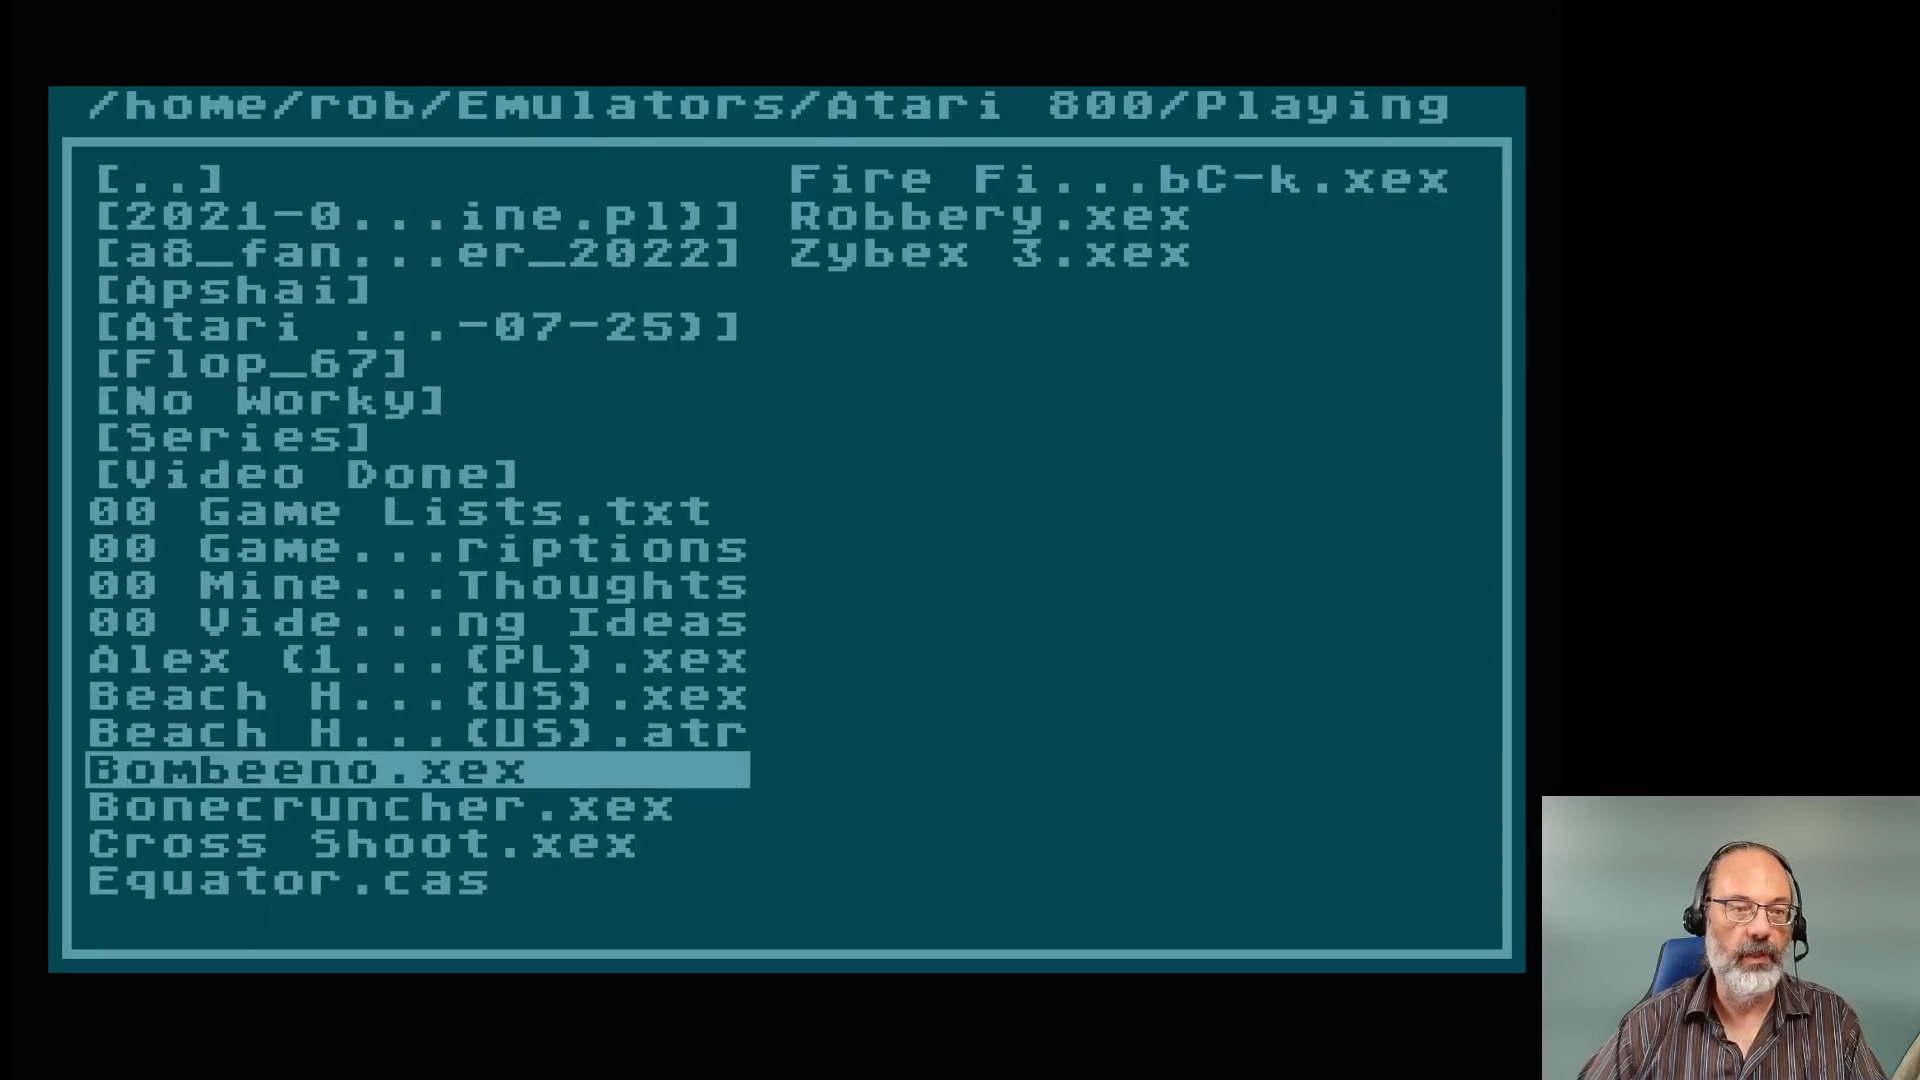 /home/rob/Emulators/Atari 800/Playing
[..]
[2021-0...ine.pl)]
[a8_fan...er_2022]
[Apshai]
[Atari ...-07-25)]
[Flop_67]
[No Worky]
[Series]
[Video Done]
00 Game Lists.txt
00 Game...riptions
00 Mine...Thoughts
00 Vide...ng Ideas
Alex (1...(PL).xex
Beach H...(US).xex
Beach H...(US).atr
Bombeeno.xex
Bonecruncher.xex
Cross Shoot.xex
Equator.cas
Fire Fi...bC-k.xex
Robbery.xex
Zybex 3.xex